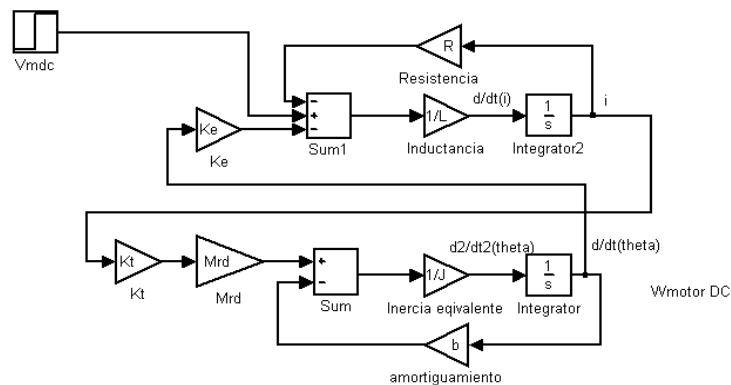 Vmdc
R
Resistencia
-
+
-
Sum1
Ke
Ke
1/L
Inductancia
d/dt(i)
1
s
Integrator2
i
Kt
Kt
Mrd
Mrd
+
-
Sum
1/J
Inercia eqivalente
d2/dt2(theta)
1
s
Integrator
d/dt(theta)
Wmotor DC
b
amortiguamiento